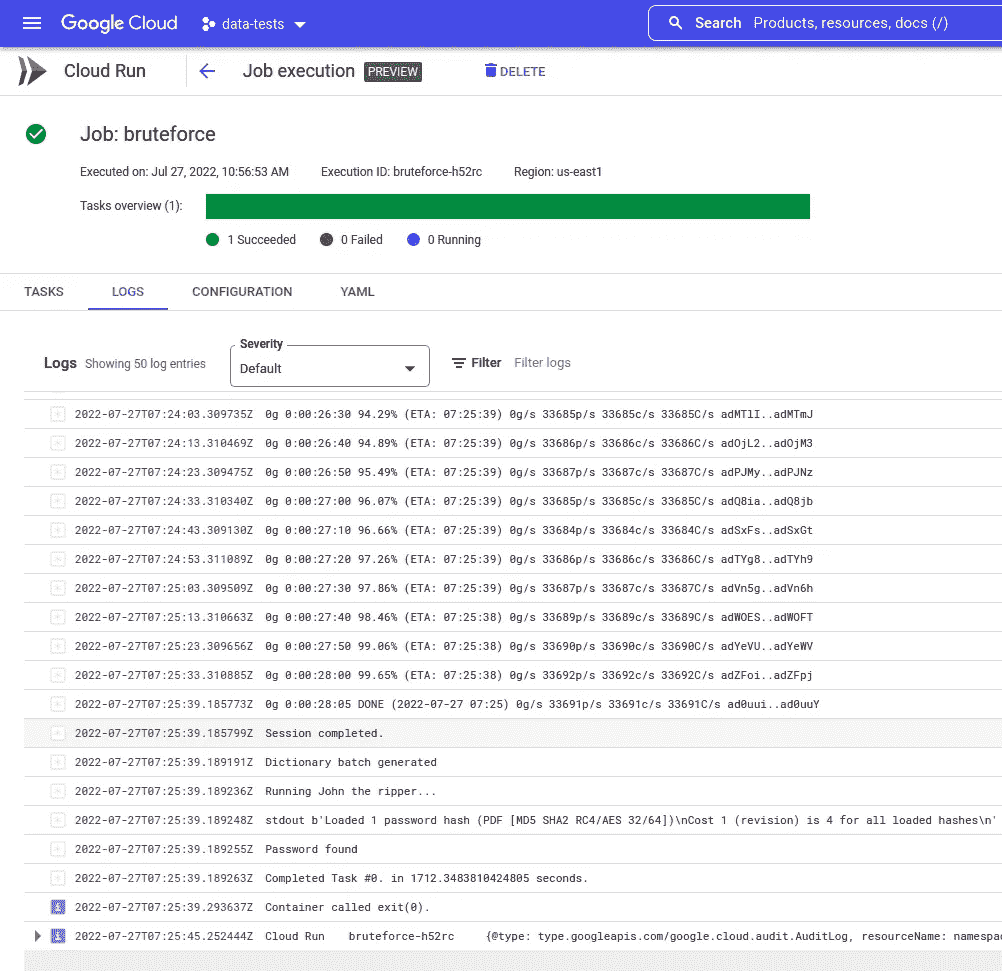 Google Cloud data-tests Search Products, resources, docs (/)
Cloud Run Job execution PREVIEW DELETE
Job: bruteforce
Executed on: Jul 27, 2022, 10:56:53 AM Execution ID: bruteforce-h52rc Region: us-east1
Tasks overview (1):
1 Succeeded 0 Failed 0 Running
TASKS LOGS CONFIGURATION YAML
Severity
Logs Showing 50 log entries Default Filter Filter logs
2022-07-27T07:24:03.309735Z 0g 0:00:26:30 94.29% (ETA: 07:25:39) 0g/s 33685p/s 33685c/s 33685C/s adMTlI..adMTmJ
2022-07-27T07:24:13.310469Z 0g 0:00:26:40 94.89% (ETA: 07:25:39) 0g/s 33686p/s 33686c/s 33686C/s adOjL2..adOjM3
2022-07-27T07:24:23.309475Z 0g 0:00:26:50 95.49% (ETA: 07:25:39) 0g/s 33687p/s 33687c/s 33687C/s adPJMy..adPJNz
2022-07-27T07:24:33.310340Z 0g 0:00:27:00 96.07% (ETA: 07:25:39) 0g/s 33685p/s 33685c/s 33685C/s adQ8ia..adQ8jb
2022-07-27T07:24:43.309130Z 0g 0:00:27:10 96.66% (ETA: 07:25:39) 0g/s 33684p/s 33684c/s 33684C/s adSxFs..adSxGt
2022-07-27T07:24:53.311089Z 0g 0:00:27:20 97.26% (ETA: 07:25:39) 0g/s 33686p/s 33686c/s 33686C/s adTYg8..adTYh9
2022-07-27T07:25:03.309509Z 0g 0:00:27:30 97.86% (ETA: 07:25:39) 0g/s 33687p/s 33687c/s 33687C/s adVn5g..adVn6h
2022-07-27T07:25:13.310663Z 0g 0:00:27:40 98.46% (ETA: 07:25:38) 0g/s 33689p/s 33689c/s 33689C/s adWOES..adWOFT
2022-07-27T07:25:23.309656Z 0g 0:00:27:50 99.06% (ETA: 07:25:38) 0g/s 33690p/s 33690c/s 33690C/s adYeVU..adYeWV
2022-07-27T07:25:33.310885Z 0g 0:00:28:00 99.65% (ETA: 07:25:38) 0g/s 33692p/s 33692c/s 33692C/s adZFoi..adZFpj
2022-07-27T07:25:39.185773Z 0g 0:00:28:05 DONE (2022-07-27 07:25) 0g/s 33691p/s 33691c/s 33691C/s ad0uui..ad0uuY
2022-07-27T07:25:39.185799Z Session completed.
2022-07-27T07:25:39.189191Z Dictionary batch generated
2022-07-27T07:25:39.189236Z Running John the ripper...
2022-07-27T07:25:39.189248Z stdout b'Loaded 1 password hash (PDF [MD5 SHA2 RC4/AES 32/64])\nCost 1 (revision) is 4 for all loaded hashes\n'
2022-07-27T07:25:39.189255Z Password found
2022-07-27T07:25:39.189263Z Completed Task #0. in 1712.3483810424805 seconds.
2022-07-27T07:25:39.293637Z Container called exit(0).
2022-07-27T07:25:45.252444Z Cloud Run bruteforce-h52rc {@type: type.googleapis.com/google.cloud.audit.AuditLog, resourceName: namespac